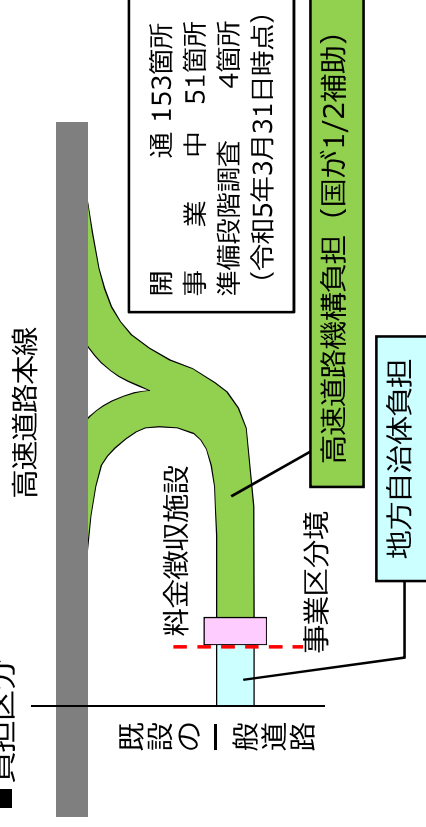 ■負担区分
高速道路本線
開通 153箇所
事業中 51箇所
準備段階調査 4箇所
(令和5年3月31日時点)
料金徴収施設
高速道路機構負担(国が1/2補助)
事業区分境
地方自治体負担
既設の一般道路